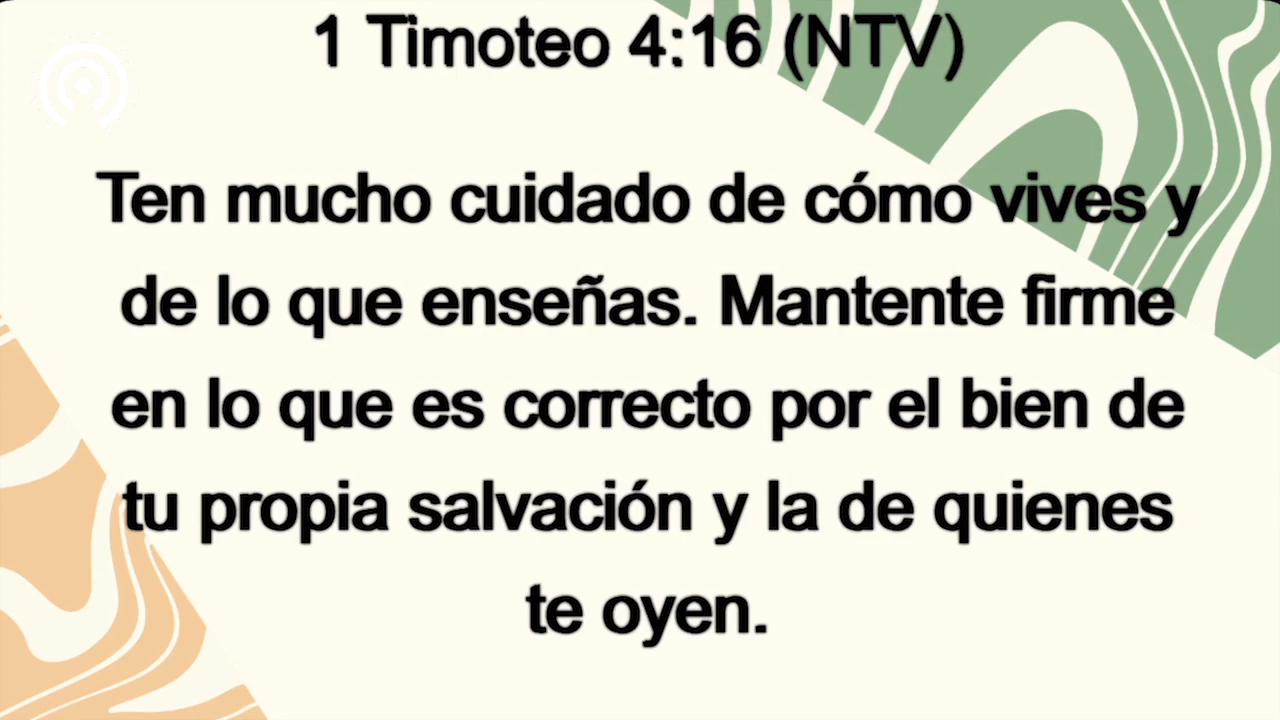 1 Timoteo 4:16 (NTV)
Ten mucho cuidado de cómo vives y
de lo que enseñas. Mantente firme
en lo que es correcto por el bien de
tu propia salvación y la de quienes
te oyen.